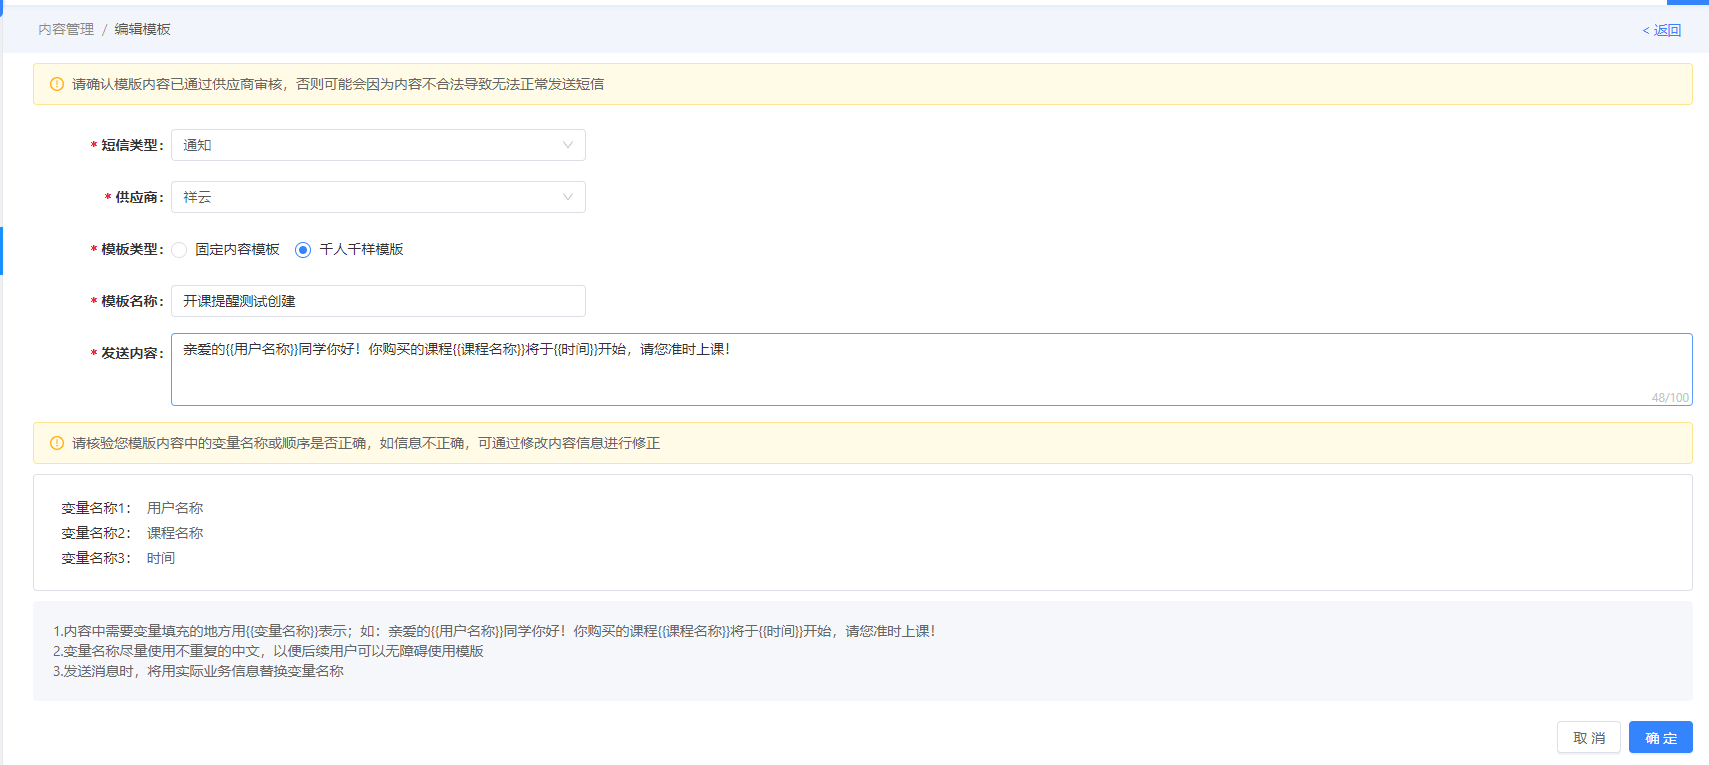 内容管理 / 编辑模板
< 返回
请确认模版内容已通过供应商审核，否则可能会因为内容不合法导致无法正常发送短信
* 短信类型： 通知
* 供应商： 祥云
* 模板类型： 固定内容模板 千人千样模版
* 模板名称： 开课提醒测试创建
* 发送内容： 亲爱的{{用户名称}}同学你好！你购买的课程{{课程名称}}将于{{时间}}开始，请您准时上课！
48/100
请核验您模版内容中的变量名称或顺序是否正确，如信息不正确，可通过修改内容信息进行修正
变量名称1： 用户名称
变量名称2： 课程名称
变量名称3： 时间
1.内容中需要变量填充的地方用{{变量名称}}表示；如：亲爱的{{用户名称}}同学你好！你购买的课程{{课程名称}}将于{{时间}}开始，请您准时上课！
2.变量名称尽量使用不重复的中文，以便后续用户可以无障碍使用模版
3.发送消息时，将用实际业务信息替换变量名称
取 消 确 定